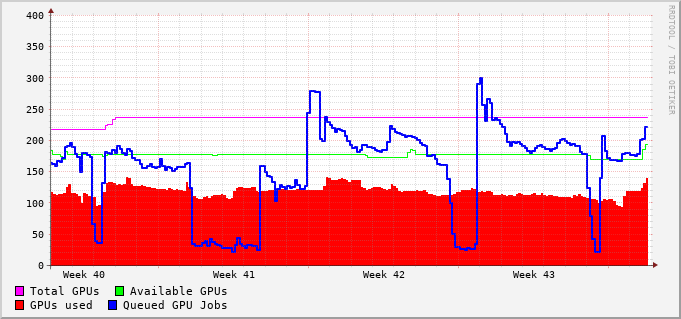 400
350
300
250
200
150
100
50
0
Week 40 Week 41 Week 42 Week 43
Total GPUs Available GPUs
GPUs used Queued GPU Jobs
RRDTOOL / TOBI OETIKER